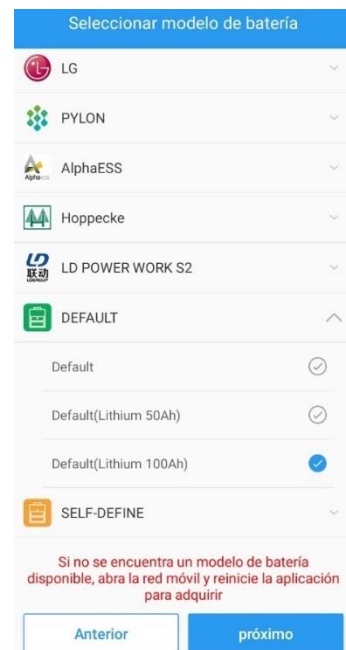 Seleccionar modelo de batería
LG
PYLON
AlphaESS
Hoppecke
LD POWER WORK S2
DEFAULT
Default
Default(Lithium 50Ah)
Default(Lithium 100Ah)
SELF-DEFINE
Si no se encuentra un modelo de batería
disponible, abra la red móvil y reinicie la aplicación
para adquirir
Anterior
próximo